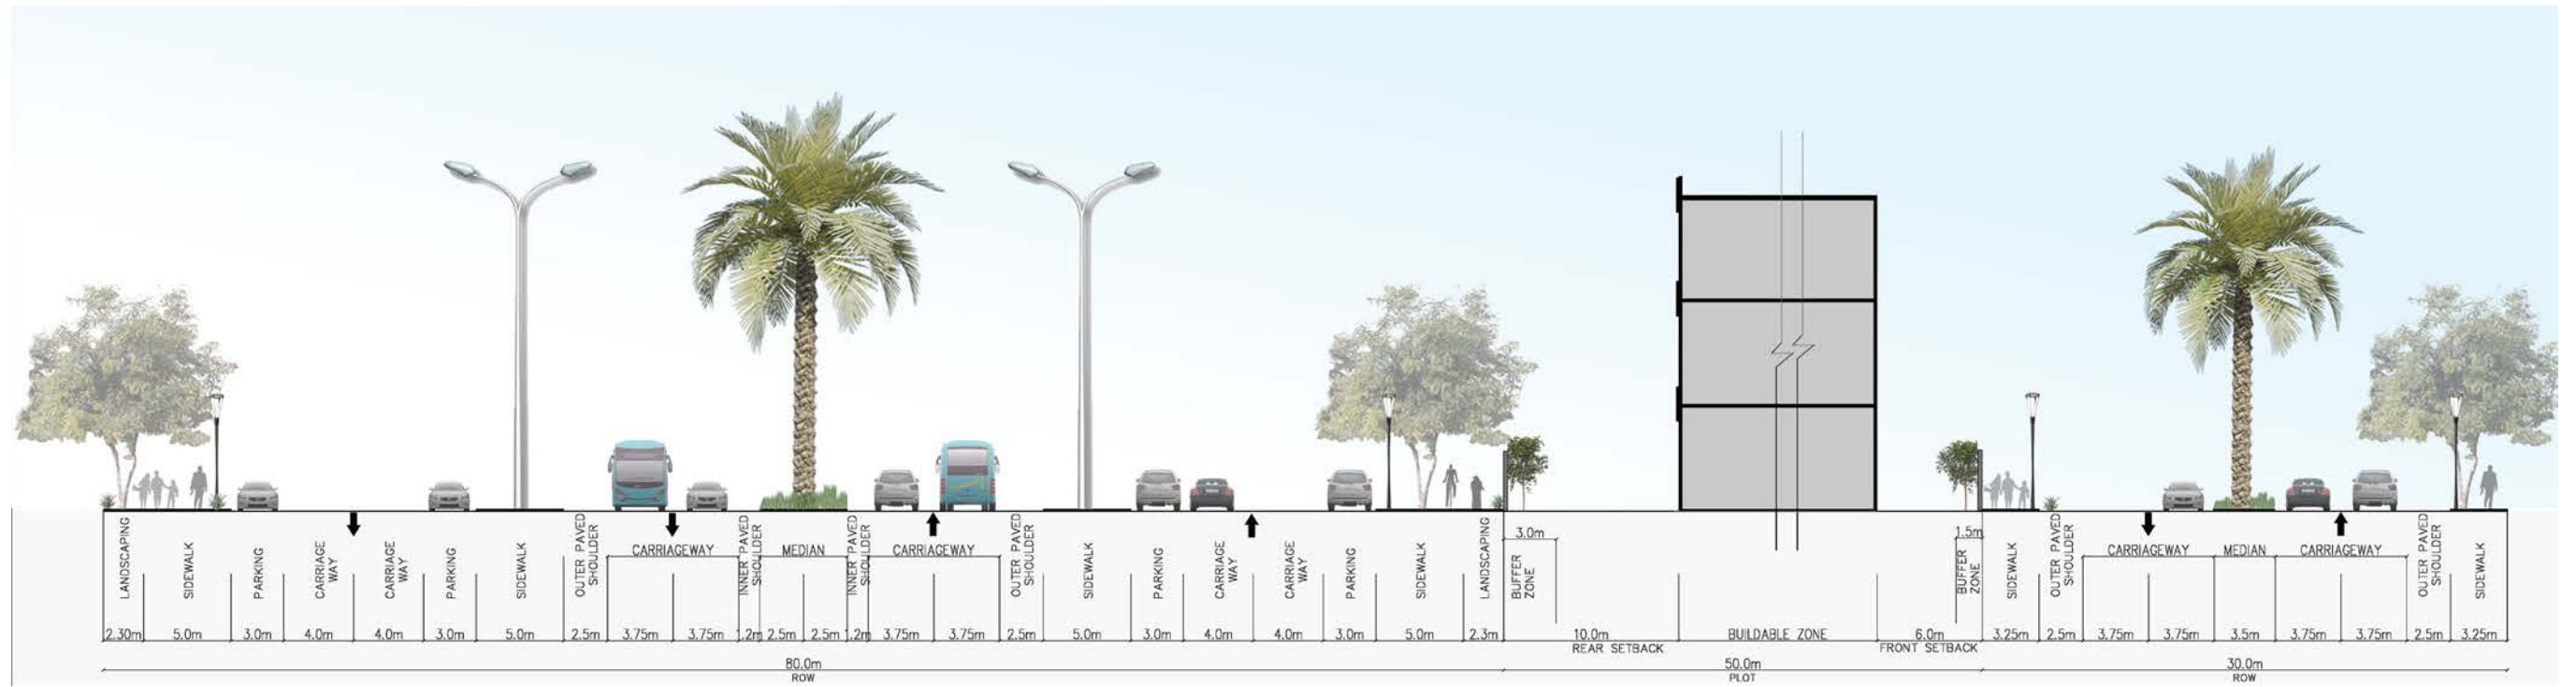 LANDSCAPING
SIDEWALK
PARKING
CARRIAGE
WAY
CARRIAGE
WAY
PARKING
SIDEWALK
OUTER PAVED
SHOULDER
CARRIAGEWAY
INNER PAVED
SHOULDER
MEDIAN
INNER PAVED
SHOULDER
CARRIAGEWAY
OUTER PAVED
SHOULDER
SIDEWALK
PARKING
CARRIAGE
WAY
CARRIAGE
WAY
PARKING
SIDEWALK
LANDSCAPING
3.0m
BUFFER
ZONE
1.5m
BUFFER
ZONE
SIDEWALK
OUTER PAVED
SHOULDER
CARRIAGEWAY
MEDIAN
CARRIAGEWAY
OUTER PAVED
SHOULDER
SIDEWALK
2.30m 5.0m 3.0m 4.0m 4.0m 3.0m 5.0m 2.5m 3.75m 3.75m 1.2m 2.5m 2.5m 1.2m 3.75m 3.75m 2.5m 5.0m 3.0m 4.0m 4.0m 3.0m 5.0m 2.3m 10.0m BUILDABLE ZONE 6.0m 3.25m 2.5m 3.75m 3.75m 3.5m 3.75m 3.75m 2.5m 3.25m
REAR SETBACK FRONT SETBACK
80.0m 50.0m 30.0m
ROW PLOT ROW